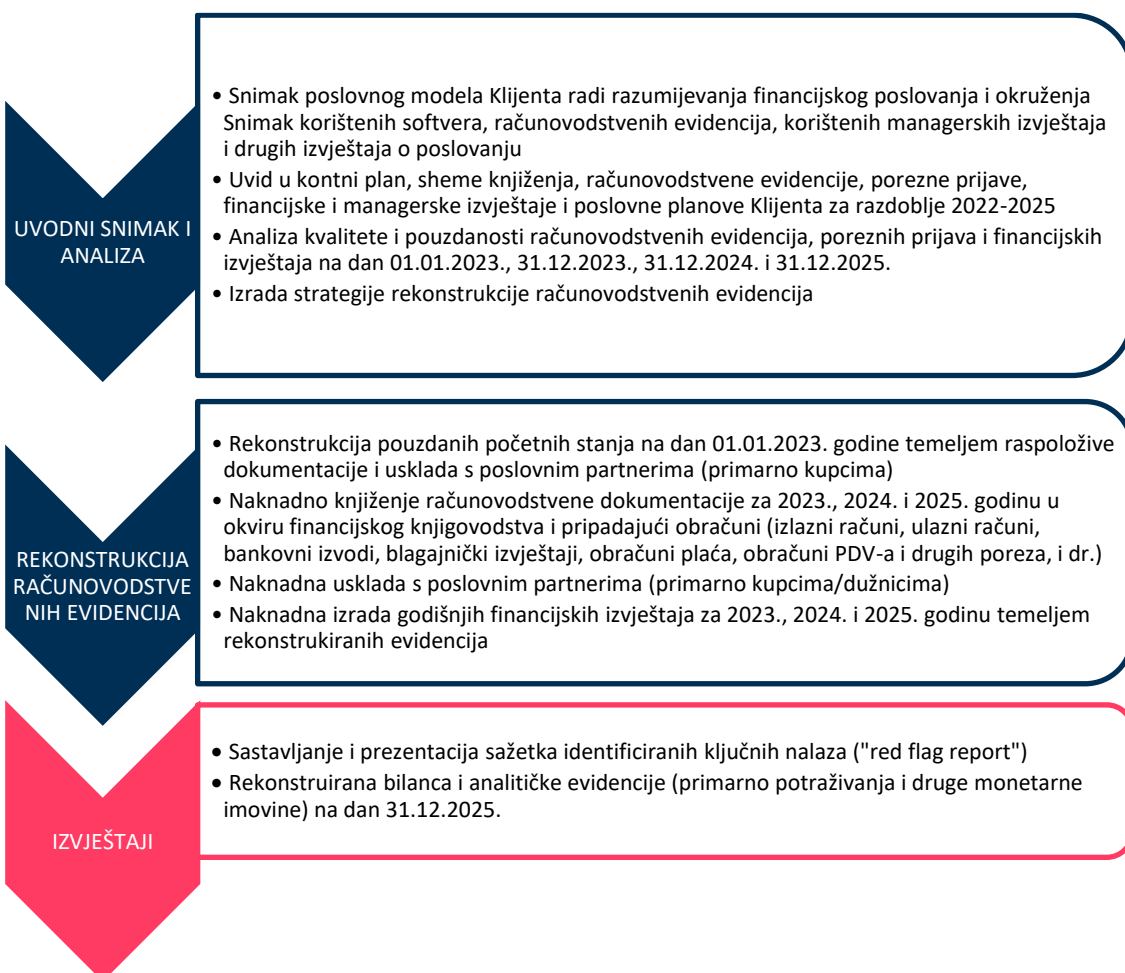 UVODNI SNIMAK I
ANALIZA
• Snimak poslovnog modela Klijenta radi razumijevanja financijskog poslovanja i okruženja
Snimak korištenih softvera, računovodstvenih evidencija, korištenih managerskih izvještaja
i drugih izvještaja o poslovanju
• Uvid u kontni plan, sheme knjiženja, računovodstvene evidencije, porezne prijave,
financijske i managerske izvještaje i poslovne planove Klijenta za razdoblje 2022-2025
• Analiza kvalitete i pouzdanosti računovodstvenih evidencija, poreznih prijava i financijskih
izvještaja na dan 01.01.2023., 31.12.2023., 31.12.2024. i 31.12.2025.
• Izrada strategije rekonstrukcije računovodstvenih evidencija
REKONSTRUKCIJA
RAČUNOVODSTVE
NIH EVIDENCIJA
• Rekonstrukcija pouzdanih početnih stanja na dan 01.01.2023. godine temeljem raspoložive
dokumentacije i usklada s poslovnim partnerima (primarno kupcima)
• Naknadno knjiženje računovodstvene dokumentacije za 2023., 2024. i 2025. godinu u
okviru financijskog knjigovodstva i pripadajući obračuni (izlazni računi, ulazni računi,
bankovni izvodi, blagajnički izvještaji, obračuni plaća, obračuni PDV-a i drugih poreza, i dr.)
• Naknadna usklada s poslovnim partnerima (primarno kupcima/dužnicima)
• Naknadna izrada godišnjih financijskih izvještaja za 2023., 2024. i 2025. godinu temeljem
rekonstrukiranih evidencija
IZVJEŠTAJI
• Sastavljanje i prezentacija sažetka identificiranih ključnih nalaza ("red flag report")
• Rekonstruirana bilanca i analitičke evidencije (primarno potraživanja i druge monetarne
imovine) na dan 31.12.2025.